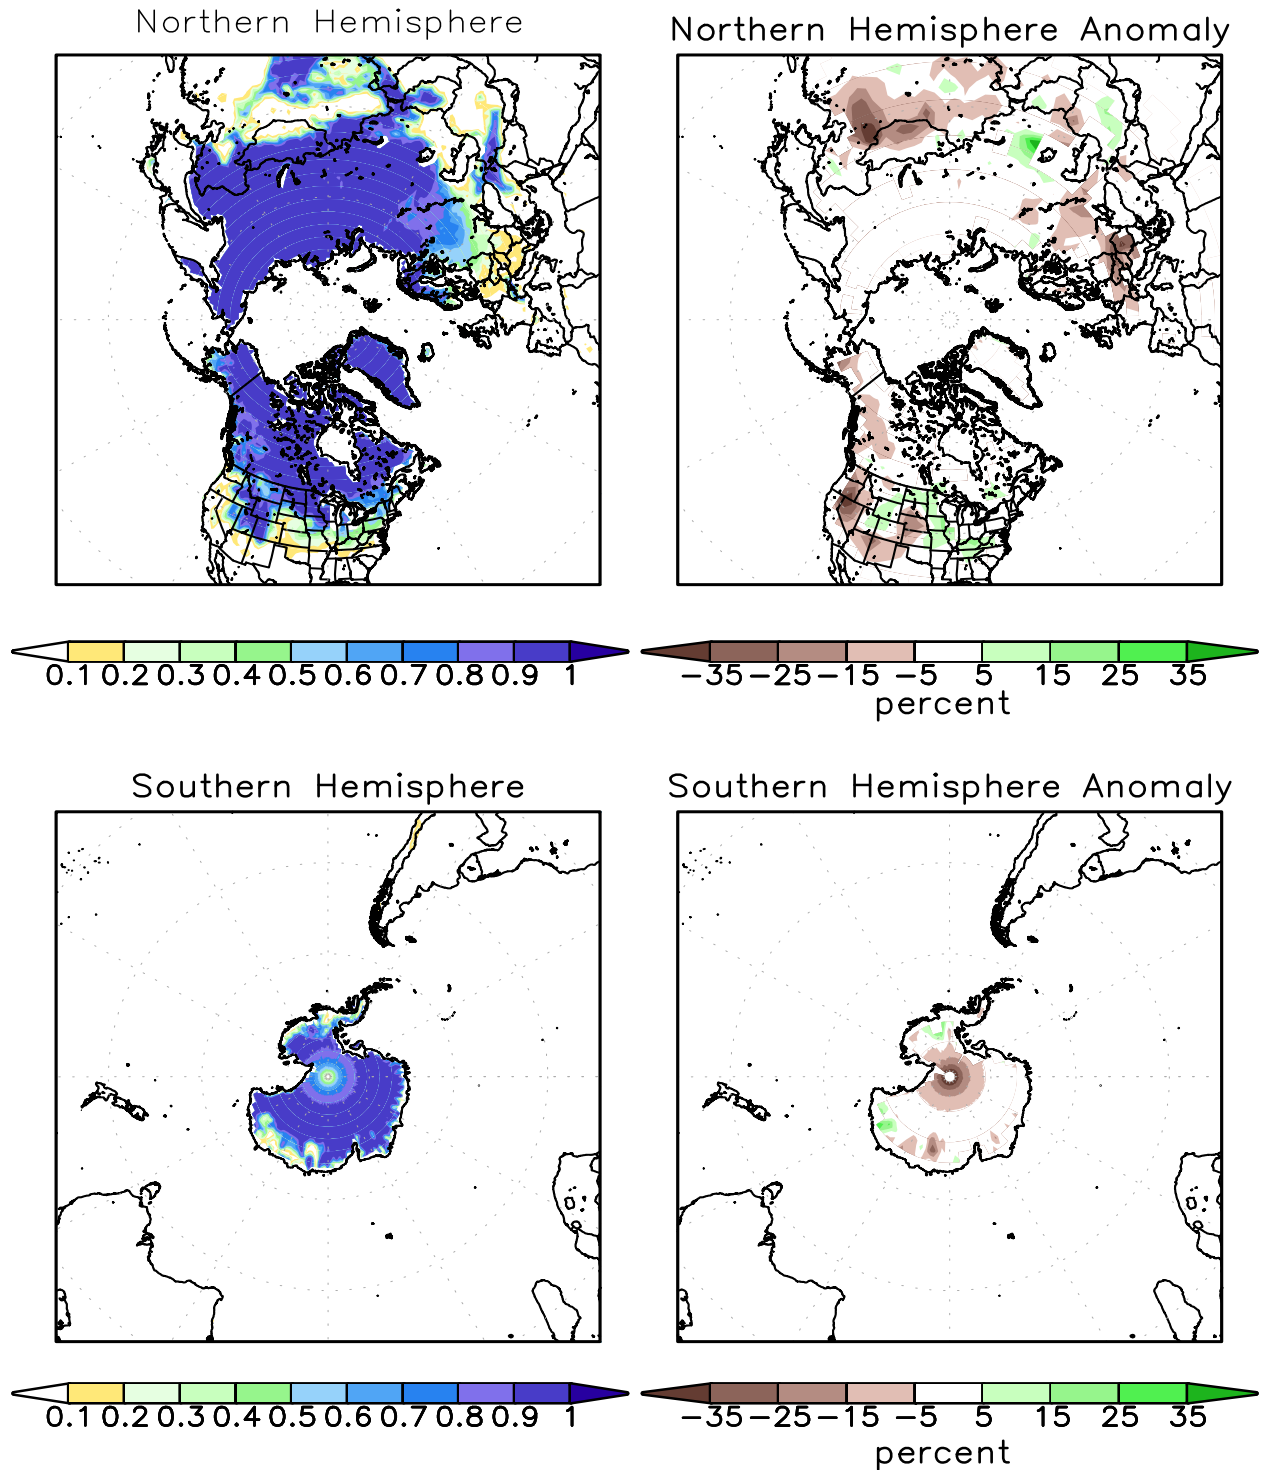 Northern Hemisphere
Northern Hemisphere Anomaly
0.1 0.2 0.3 0.4 0.5 0.6 0.7 0.8 0.9 1
-35 -25 -15 -5 5 15 25 35
percent
Southern Hemisphere
Southern Hemisphere Anomaly
0.1 0.2 0.3 0.4 0.5 0.6 0.7 0.8 0.9 1
-35 -25 -15 -5 5 15 25 35
percent